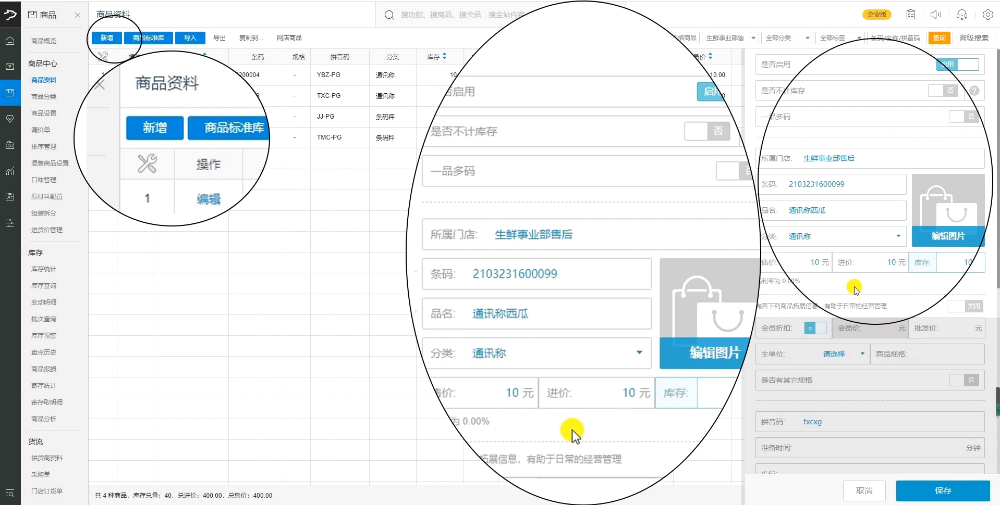 商品
商品资料
搜功能、搜商品、搜会员...搜全站内容
企业版
新增
商品标准库
导入
导出
复制到...
网店商品
格商品
生鲜事业部售
全部分类
全部标签
条码/名称/拼音码
查询
高级搜索
商品概览
商品中心
商品资料
商品分类
商品设置
调价单
排序管理
混售商品设置
口味管理
原材料配置
组装拆分
进货价管理
库存
库存统计
库存查询
变动明细
批次查询
库存预警
盘点历史
商品报损
寄存统计
寄存取明细
商品分析
货流
供货商资料
采购单
门店订货单
条码
规格
拼音码
分类
库存
员价
1
200004
-
YBZ-PG
通讯称
10
10.00
-
TXC-PG
通讯称
-
JJ-PG
条码秤
-
TMC-PG
条码秤
商品资料
新增
商品标准库
操作
1
编辑
否启用
启用
是否不计库存
否
一品多码
所属门店:
生鲜事业部售后
条码:
2103231600099
品名:
通讯称西瓜
分类:
通讯称
编辑图片
售价:
10 元
进价:
10 元
库存:
为 0.00%
拓展信息，有助于日常的经营管理
是否启用
启用
是否不计库存
否
?
一品多码
否
所属门店:
生鲜事业部售后
条码:
2103231600099
品名:
通讯称西瓜
分类:
通讯称
编辑图片
售价:
10 元
进价:
10 元
库存:
10
毛利率为 0.00%
完善下列商品拓展信息，有助于日常的经营管理
关闭
会员折扣:
会员价:
元
批发价:
元
主单位:
请选择
商品规格:
是否有其它规格
否
拼音码:
txcxg
准备时间:
分钟
库位:
取消
保存
共 4 种商品，库存总量：40，总进价：400.00，总售价：400.00